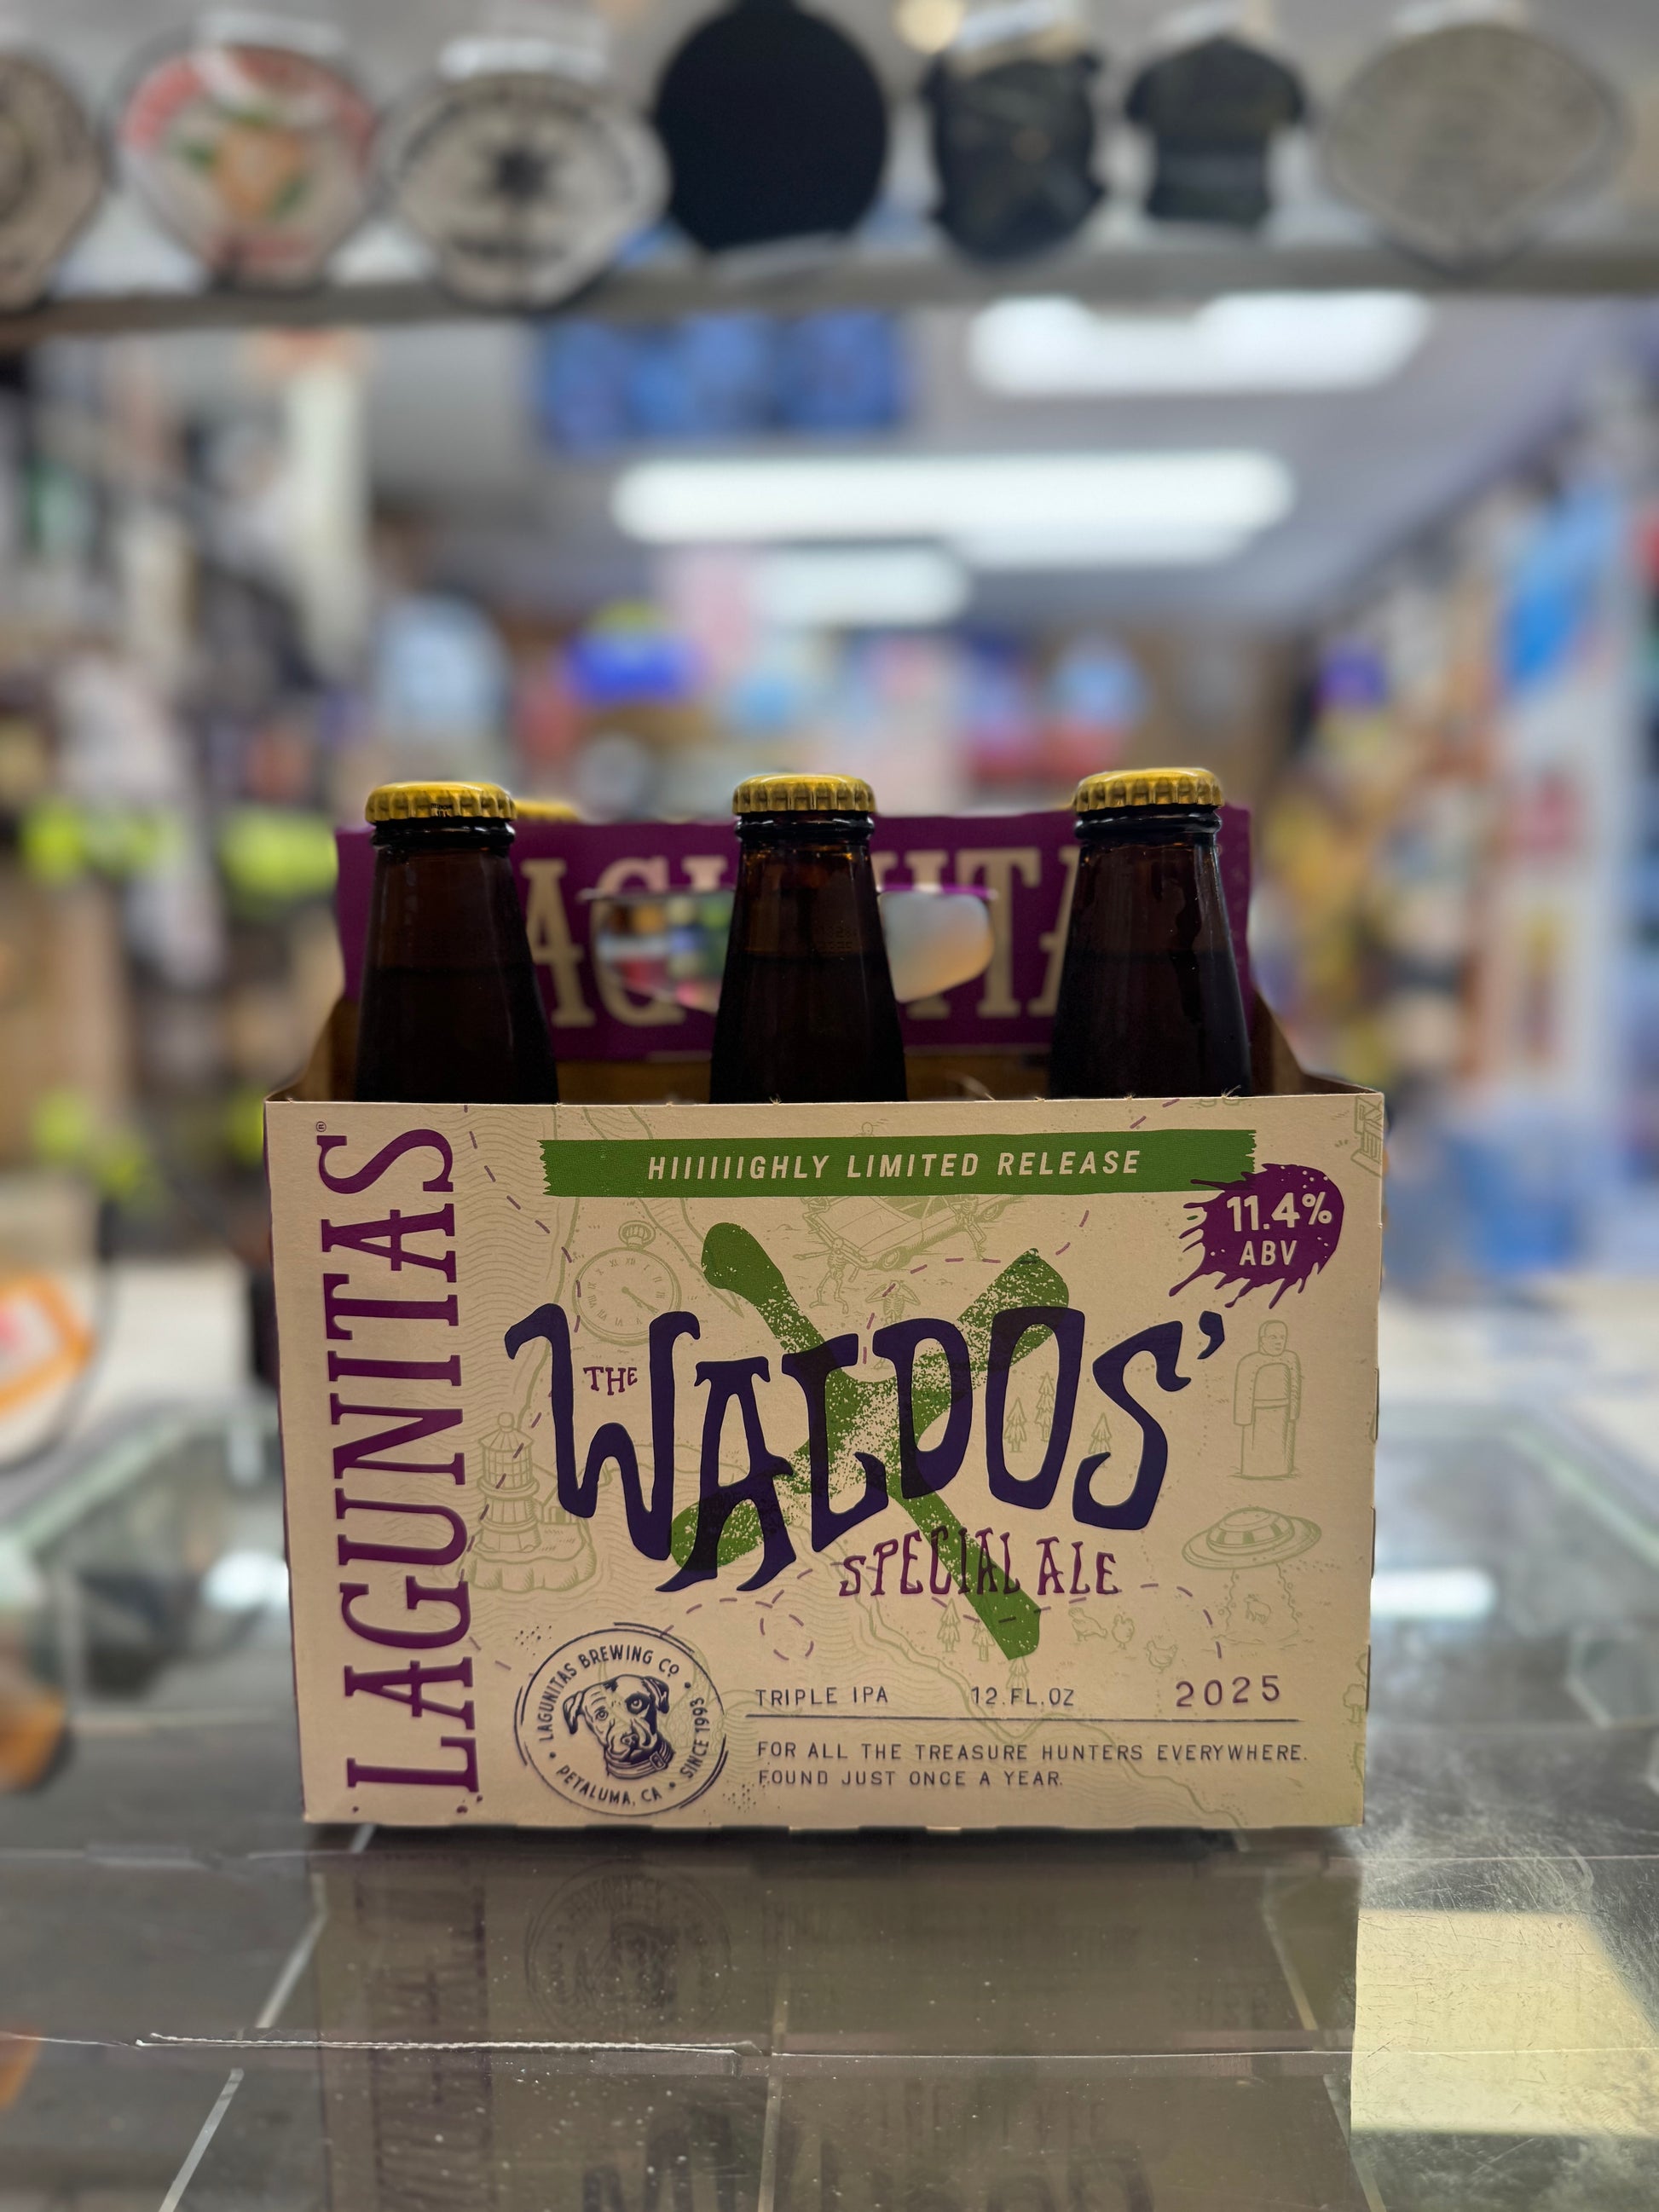 LAGUNITAS
LAGUNITAS®
HIIIIIIGHLY LIMITED RELEASE
11.4%
ABV
THE
WALDOS'
SPECIAL ALE
LAGUNITAS BREWING CO.
PETALUMA, CA
SINCE 1993
TRIPLE IPA 12.FL.OZ 2025
FOR ALL THE TREASURE HUNTERS EVERYWHERE.
FOUND JUST ONCE A YEAR.